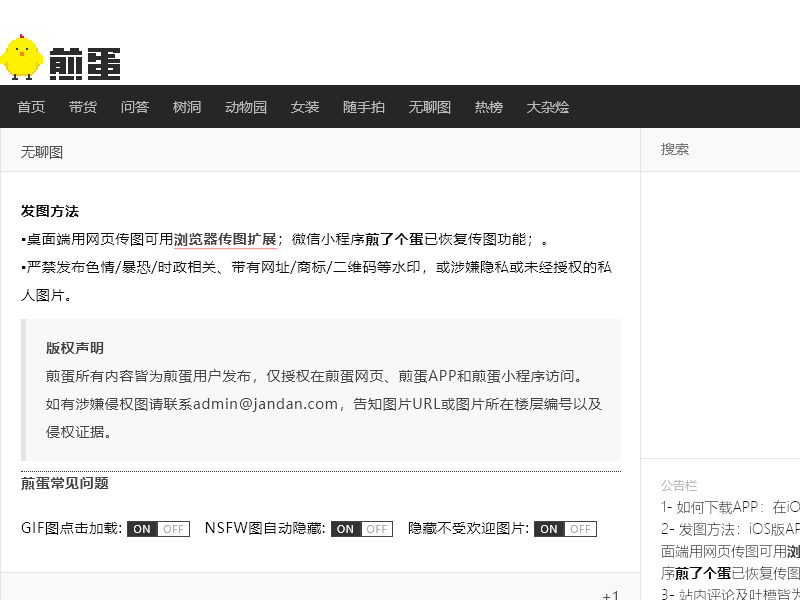 煎蛋
首页 带货 问答 树洞 动物园 女装 随手拍 无聊图 热榜 大杂烩
无聊图
搜索
发图方法
▪桌面端用网页传图可用浏览器传图扩展；微信小程序煎了个蛋已恢复传图功能；。
▪严禁发布色情/暴恐/时政相关、带有网址/商标/二维码等水印，或涉嫌隐私或未经授权的私
人图片。
版权声明
煎蛋所有内容皆为煎蛋用户发布，仅授权在煎蛋网页、煎蛋APP和煎蛋小程序访问。
如有涉嫌侵权图请联系admin@jandan.com，告知图片URL或图片所在楼层编号以及
侵权证据。
煎蛋常见问题
GIF图点击加载: ON OFF NSFW图自动隐藏: ON OFF 隐藏不受欢迎图片: ON OFF
+1
公告栏
1- 如何下载APP：在iO
2- 发图方法：iOS版AP
面端用网页传图可用浏
序煎了个蛋已恢复传图
3- 站内评论及吐槽皆为